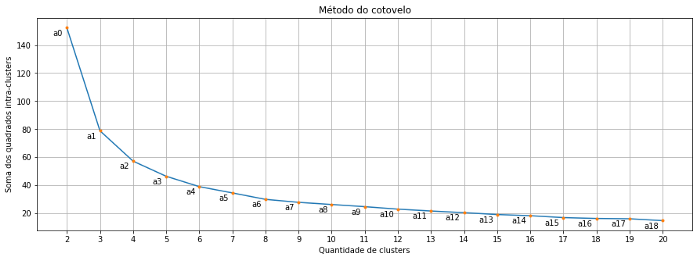 Método do cotovelo
Soma dos quadrados intra-clusters
140
120
100
80
60
40
20
a0
a1
a2
a3
a4
a5
a6
a7
a8
a9
a10
a11
a12
a13
a14
a15
a16
a17
a18
2 3 4 5 6 7 8 9 10 11 12 13 14 15 16 17 18 19 20
Quantidade de clusters